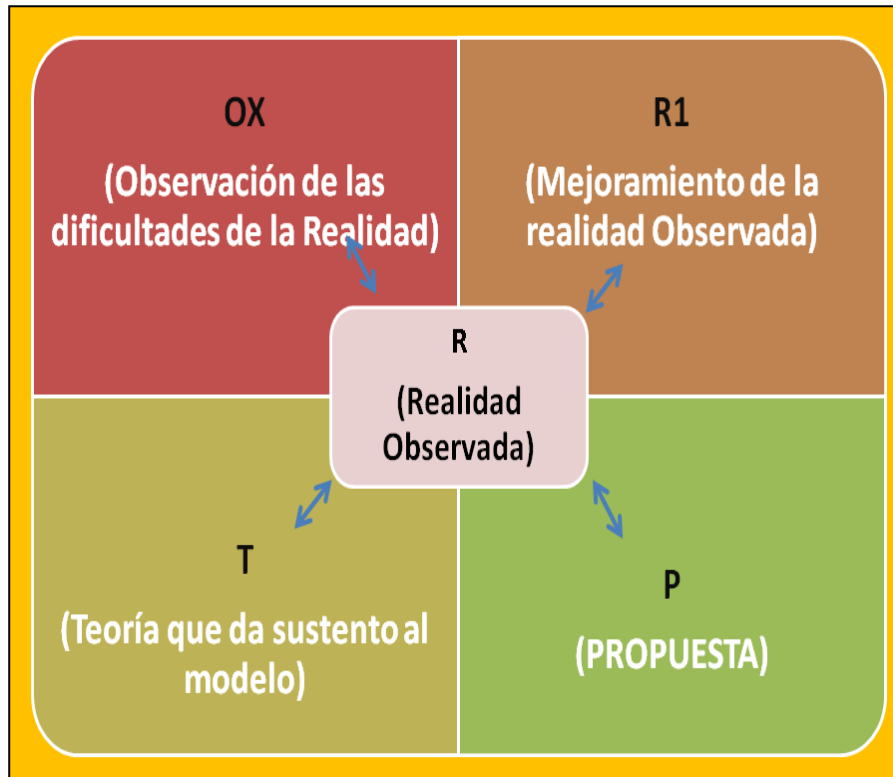 OX
(Observación de las
dificultades de la Realidad)
R1
(Mejoramiento de la
realidad Observada)
R
(Realidad
Observada)
T
(Teoría que da sustento al
modelo)
P
(PROPUESTA)